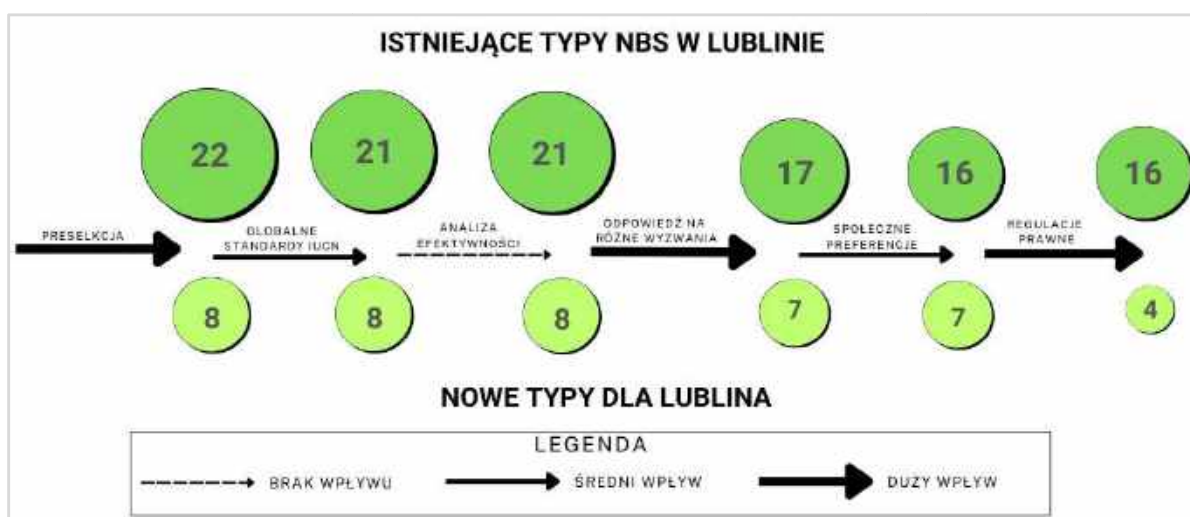 ISTNIEJĄCE TYPY NBS W LUBLINIE
22
21
21
17
16
16
PRESELKCJA
GLOBALNE
STANDARDY IUCN
ANALIZA
EFEKTYWNOŚCI
ODPOWIEDŹ NA
RÓŻNE WYZWANIA
SPOŁECZNE
PREFERENCJE
REGULACJE
PRAWNE
8
8
8
7
7
4
NOWE TYPY DLA LUBLINA
LEGENDA
BRAK WPŁYWU
ŚREDNI WPŁYW
DUŻY WPŁYW